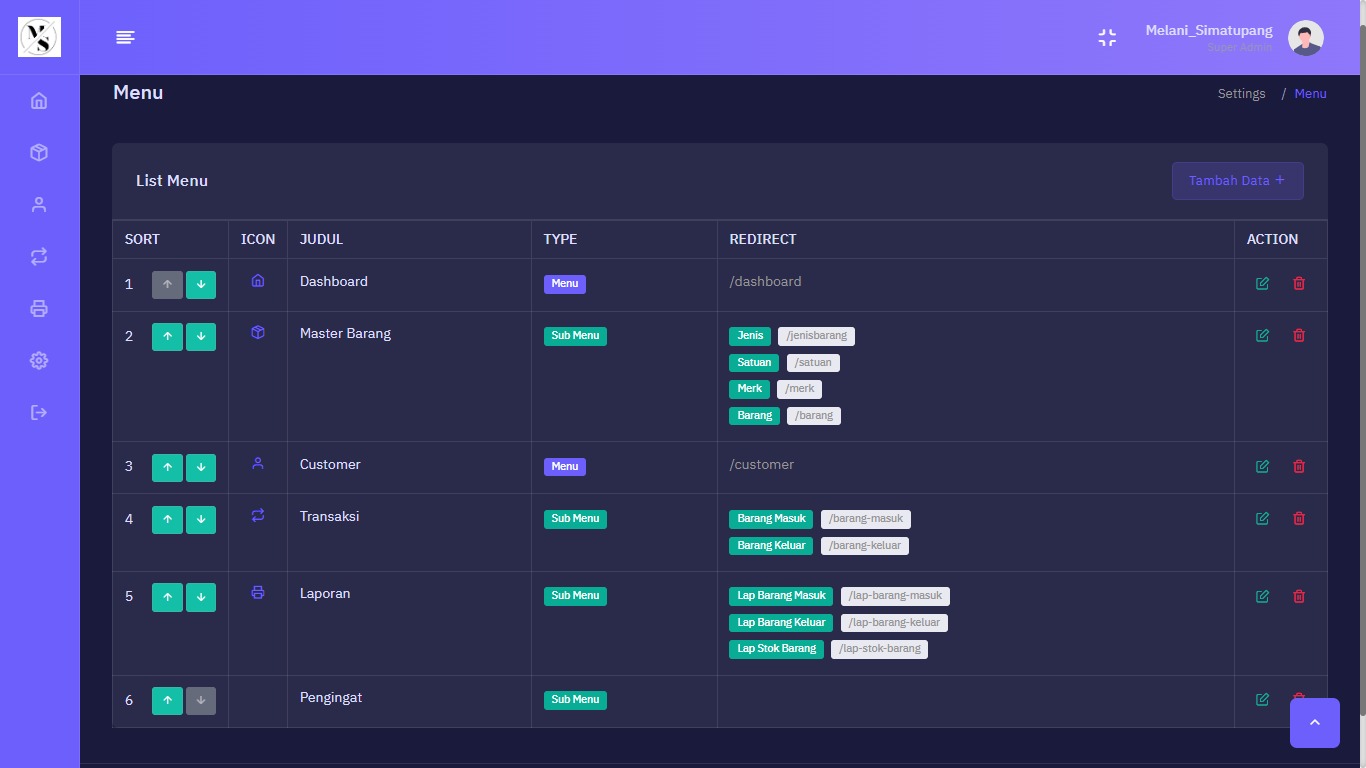 MS
Melani_Simatupang
Super Admin
Menu
Settings / Menu
List Menu
Tambah Data +
SORT ICON JUDUL TYPE REDIRECT ACTION
1 Dashboard Menu /dashboard
2 Master Barang Sub Menu Jenis /jenisbarang
Satuan /satuan
Merk /merk
Barang /barang
3 Customer Menu /customer
4 Transaksi Sub Menu Barang Masuk /barang-masuk
Barang Keluar /barang-keluar
5 Laporan Sub Menu Lap Barang Masuk /lap-barang-masuk
Lap Barang Keluar /lap-barang-keluar
Lap Stok Barang /lap-stok-barang
6 Pengingat Sub Menu